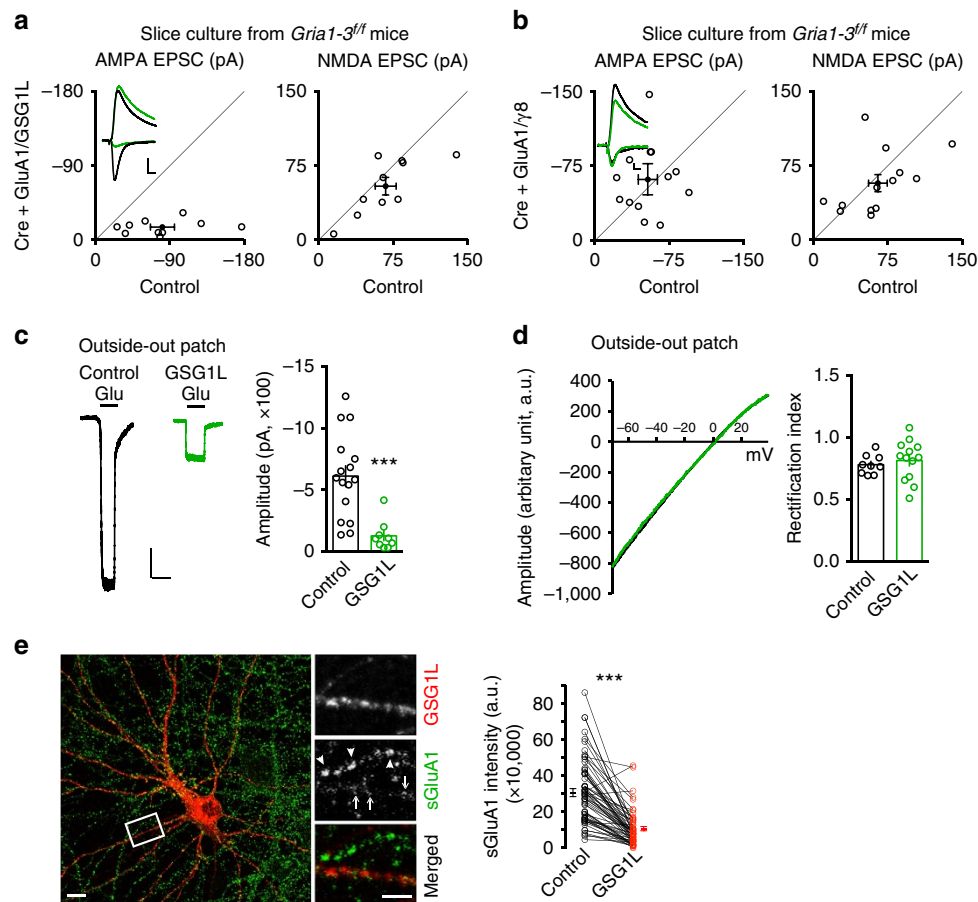 a
Slice culture from Gria1-3f/f mice
AMPA EPSC (pA)
NMDA EPSC (pA)
Cre + GluA1/GSG1L
−180
−90
0
0
−90
−180
150
75
0
0
75
150
Control
Control
b
Slice culture from Gria1-3f/f mice
AMPA EPSC (pA)
NMDA EPSC (pA)
Cre + GluA1/γ8
−150
−75
0
0
−75
−150
150
75
0
0
75
150
Control
Control
c
Outside-out patch
Control
GSG1L
Glu
Glu
Amplitude (pA, ×100)
−15
−10
−5
0
***
Control
GSG1L
d
Outside-out patch
Amplitude (arbitary unit, a.u.)
400
200
0
−200
−400
−600
−800
−1,000
−60
−40
−20
0
20
mV
Rectification index
1.5
1.0
0.5
0.0
Control
GSG1L
e
GSG1L
sGluA1
Merged
sGluA1 intensity (a.u.)
(×10,000)
80
60
40
20
0
***
Control
GSG1L